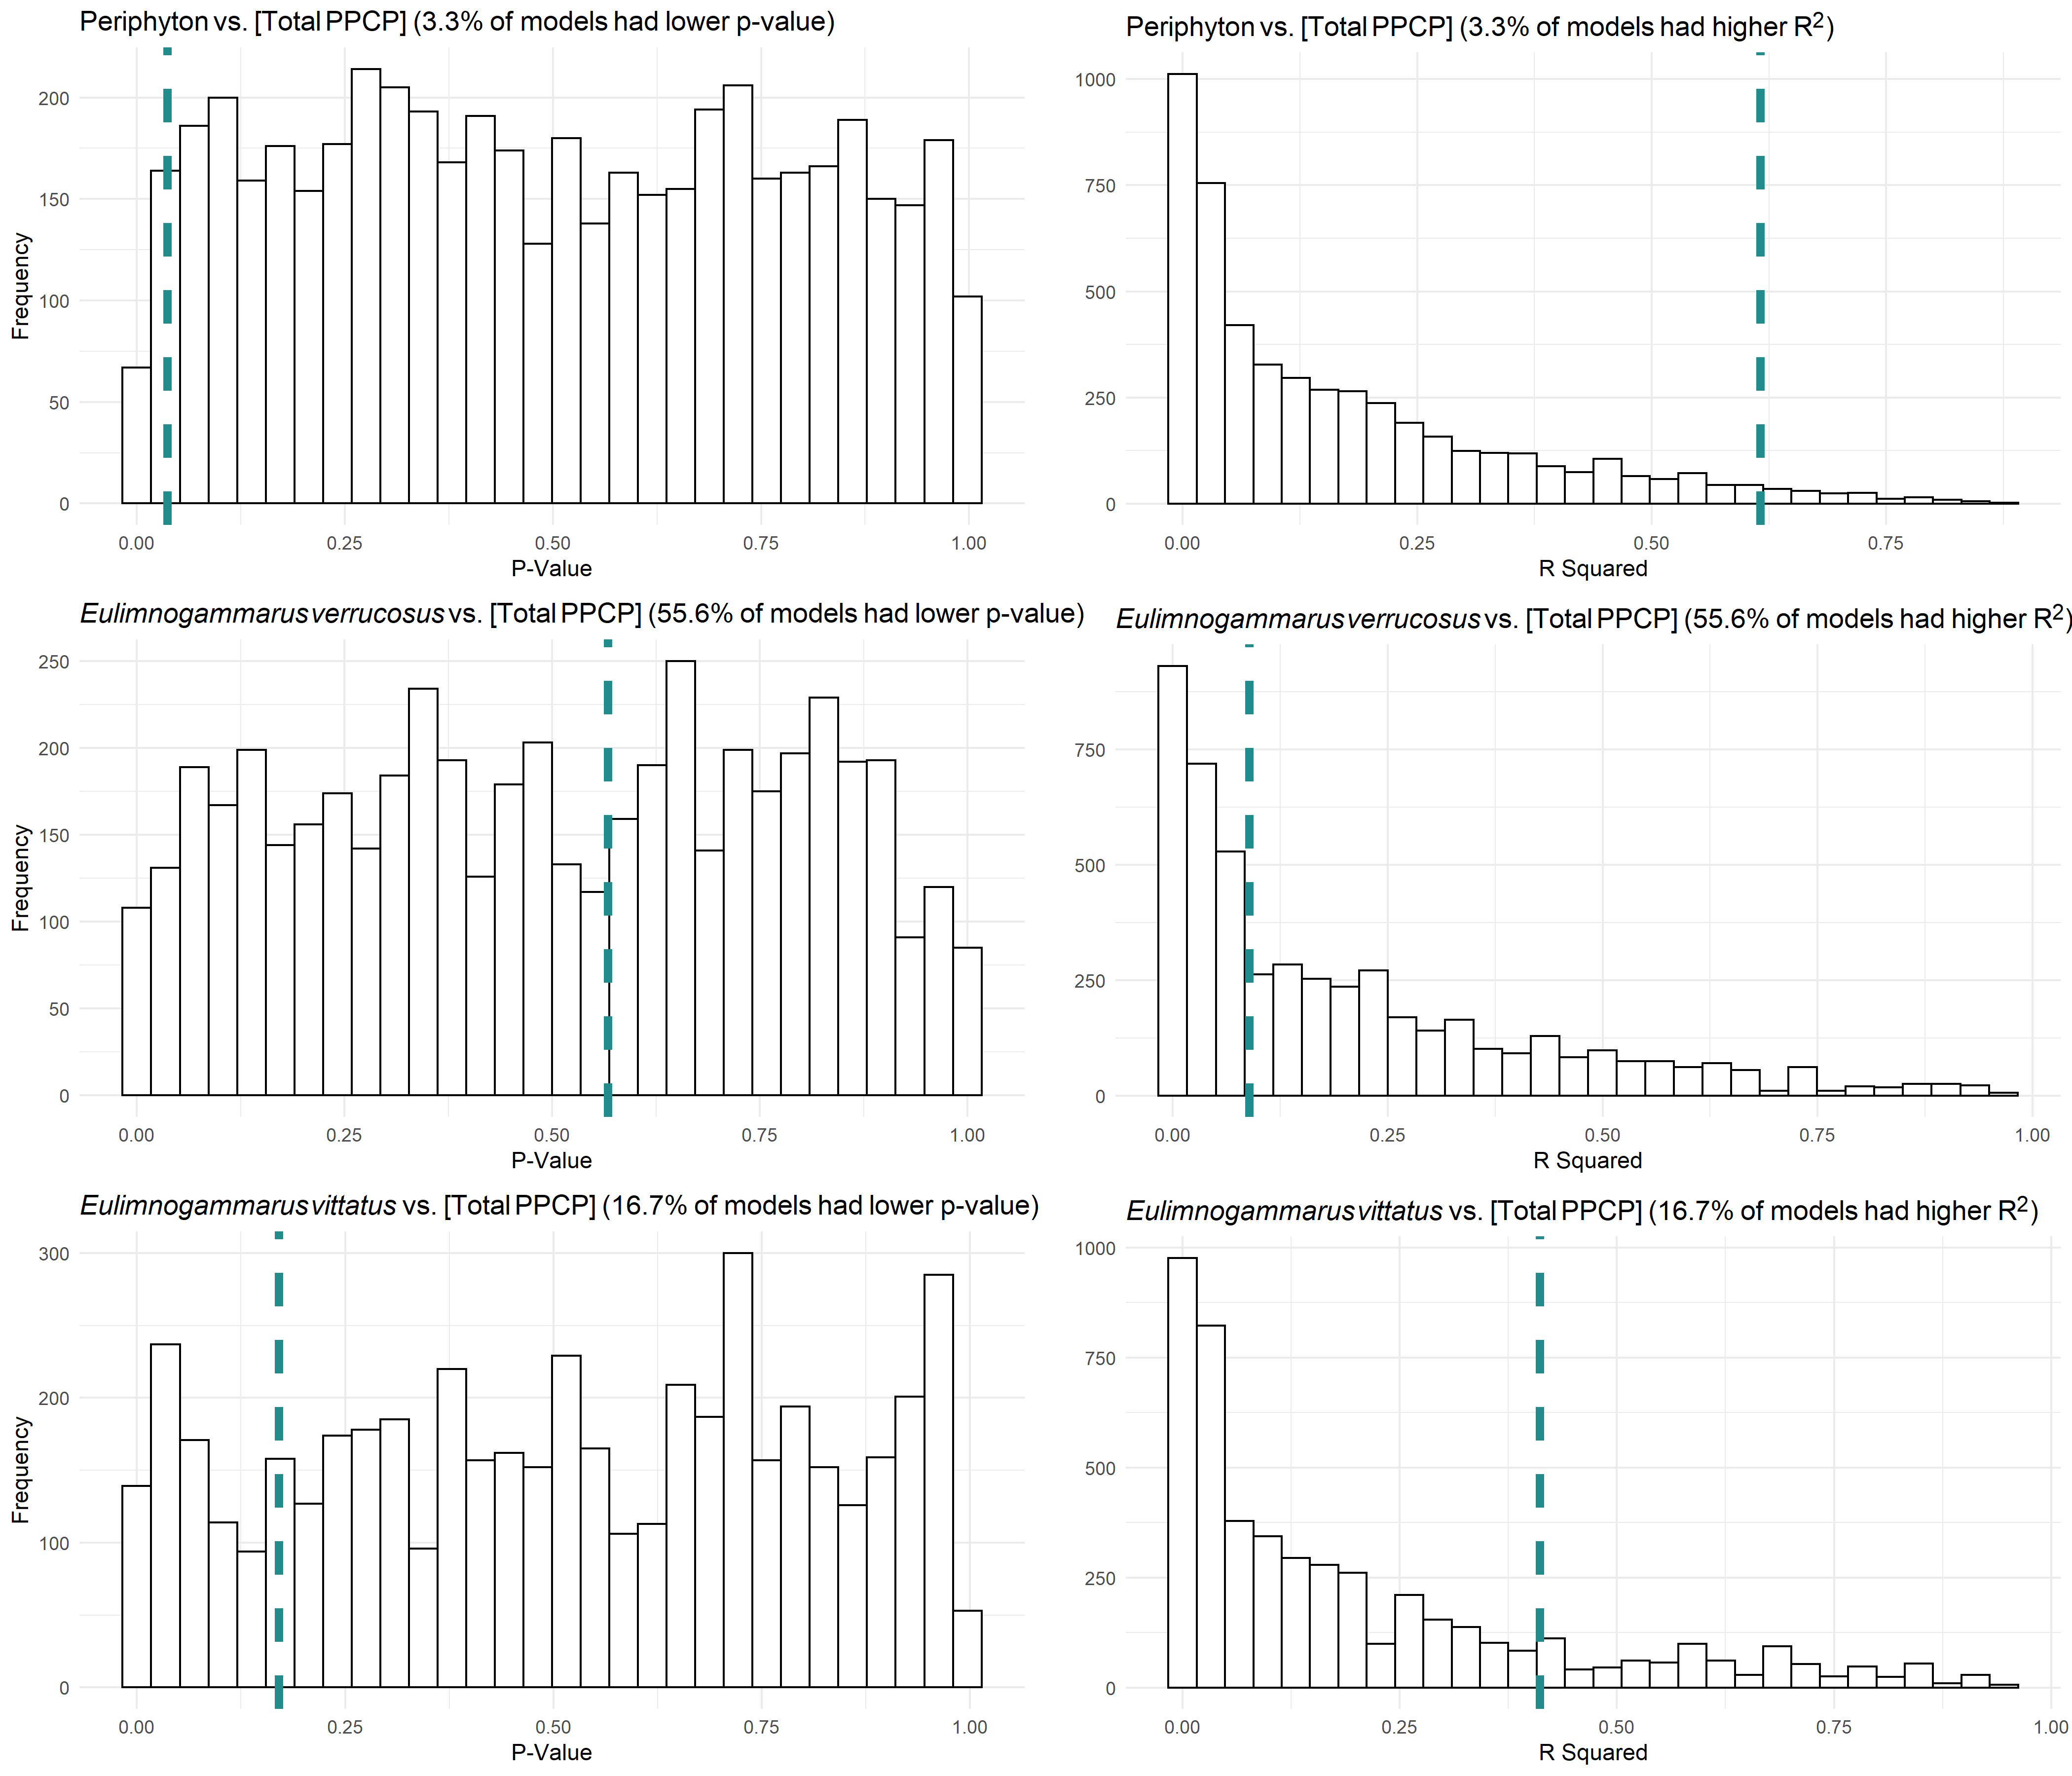 Periphyton vs. [Total PPCP] (3.3% of models had lower p-value)
200
150
100
50
0
Frequency
0.00 0.25 0.50 0.75 1.00
P-Value
Periphyton vs. [Total PPCP] (3.3% of models had higher R²)
1000
750
500
250
0
0.00 0.25 0.50 0.75
R Squared
Eulimnogammarus verrucosus vs. [Total PPCP] (55.6% of models had lower p-value)
250
200
150
100
50
0
Frequency
0.00 0.25 0.50 0.75 1.00
P-Value
Eulimnogammarus verrucosus vs. [Total PPCP] (55.6% of models had higher R²)
750
500
250
0
0.00 0.25 0.50 0.75 1.00
R Squared
Eulimnogammarus vittatus vs. [Total PPCP] (16.7% of models had lower p-value)
300
200
100
0
Frequency
0.00 0.25 0.50 0.75 1.00
P-Value
Eulimnogammarus vittatus vs. [Total PPCP] (16.7% of models had higher R²)
1000
750
500
250
0
0.00 0.25 0.50 0.75 1.00
R Squared